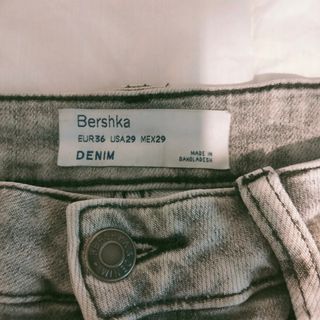 Bershka
EUR36 USA29 MEX29
DENIM
MADE IN
BANGLADESH